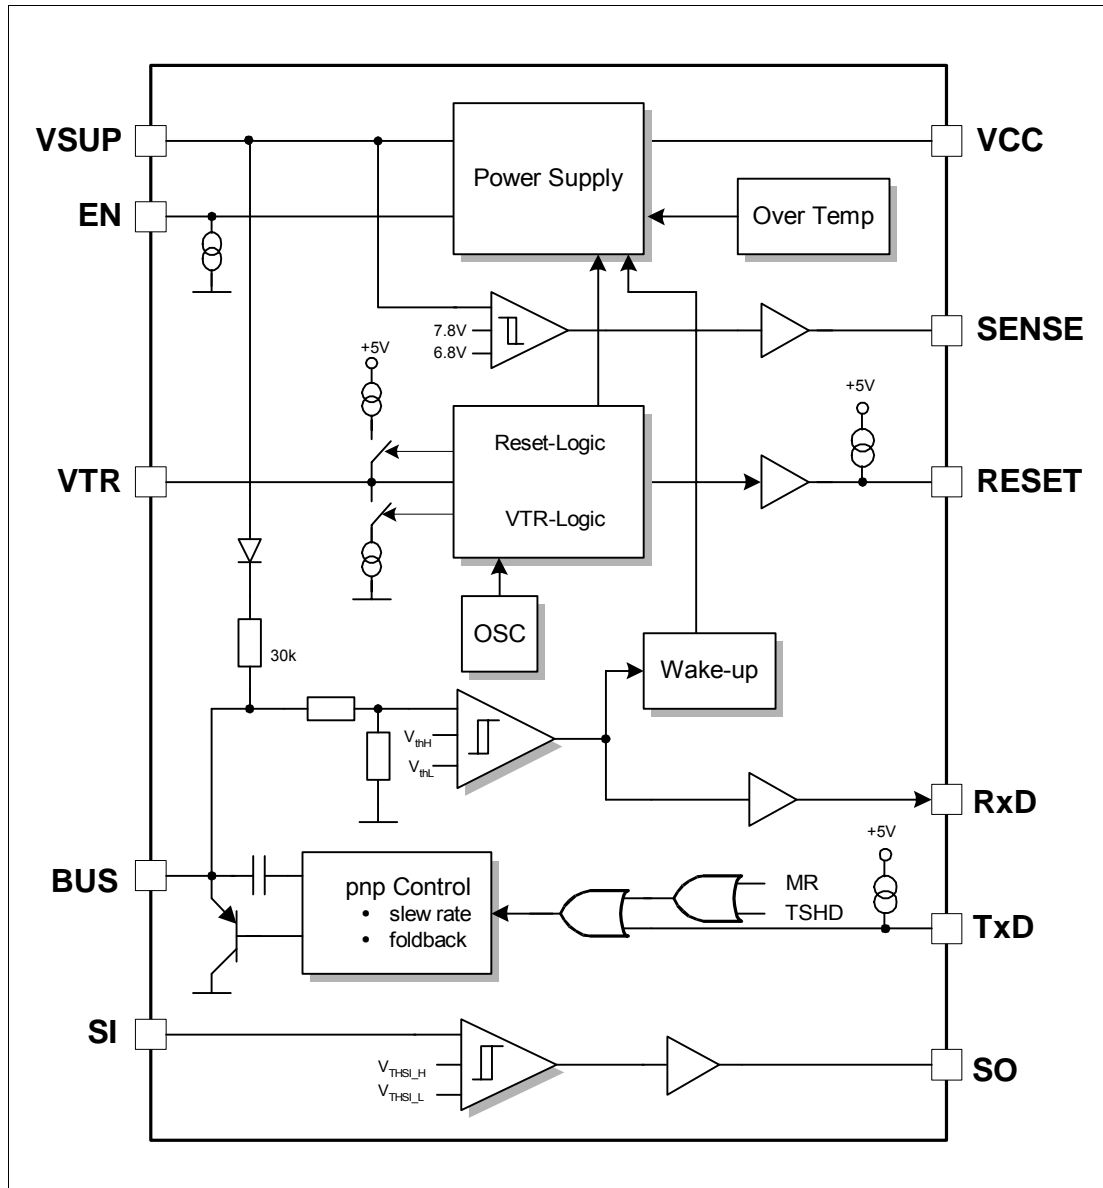 VSUP
VCC
Power Supply
EN
Over Temp
7.8V
SENSE
6.8V
+5V
+5V
Reset-Logic
VTR
RESET
VTR-Logic
OSC
30k
Wake-up
VthH
VthL
RxD
+5V
BUS
pnp Control
MR
• slew rate
TSHD
• foldback
TxD
SI
VTHSI_H
SO
VTHSI_L